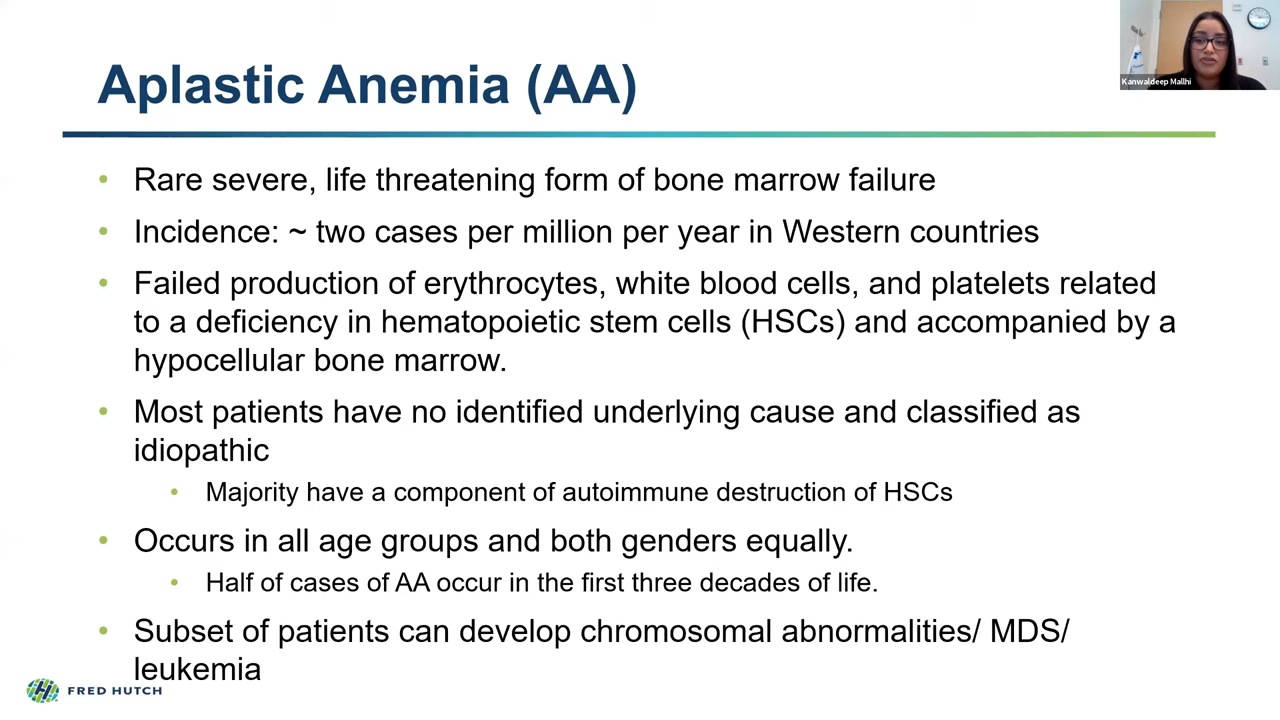 Aplastic Anemia (AA)
Kanwaldeep Mallhi
• Rare severe, life threatening form of bone marrow failure
• Incidence: ~ two cases per million per year in Western countries
• Failed production of erythrocytes, white blood cells, and platelets related
to a deficiency in hematopoietic stem cells (HSCs) and accompanied by a
hypocellular bone marrow.
• Most patients have no identified underlying cause and classified as
idiopathic
• Majority have a component of autoimmune destruction of HSCs
• Occurs in all age groups and both genders equally.
• Half of cases of AA occur in the first three decades of life.
• Subset of patients can develop chromosomal abnormalities/ MDS/
leukemia
FRED HUTCH